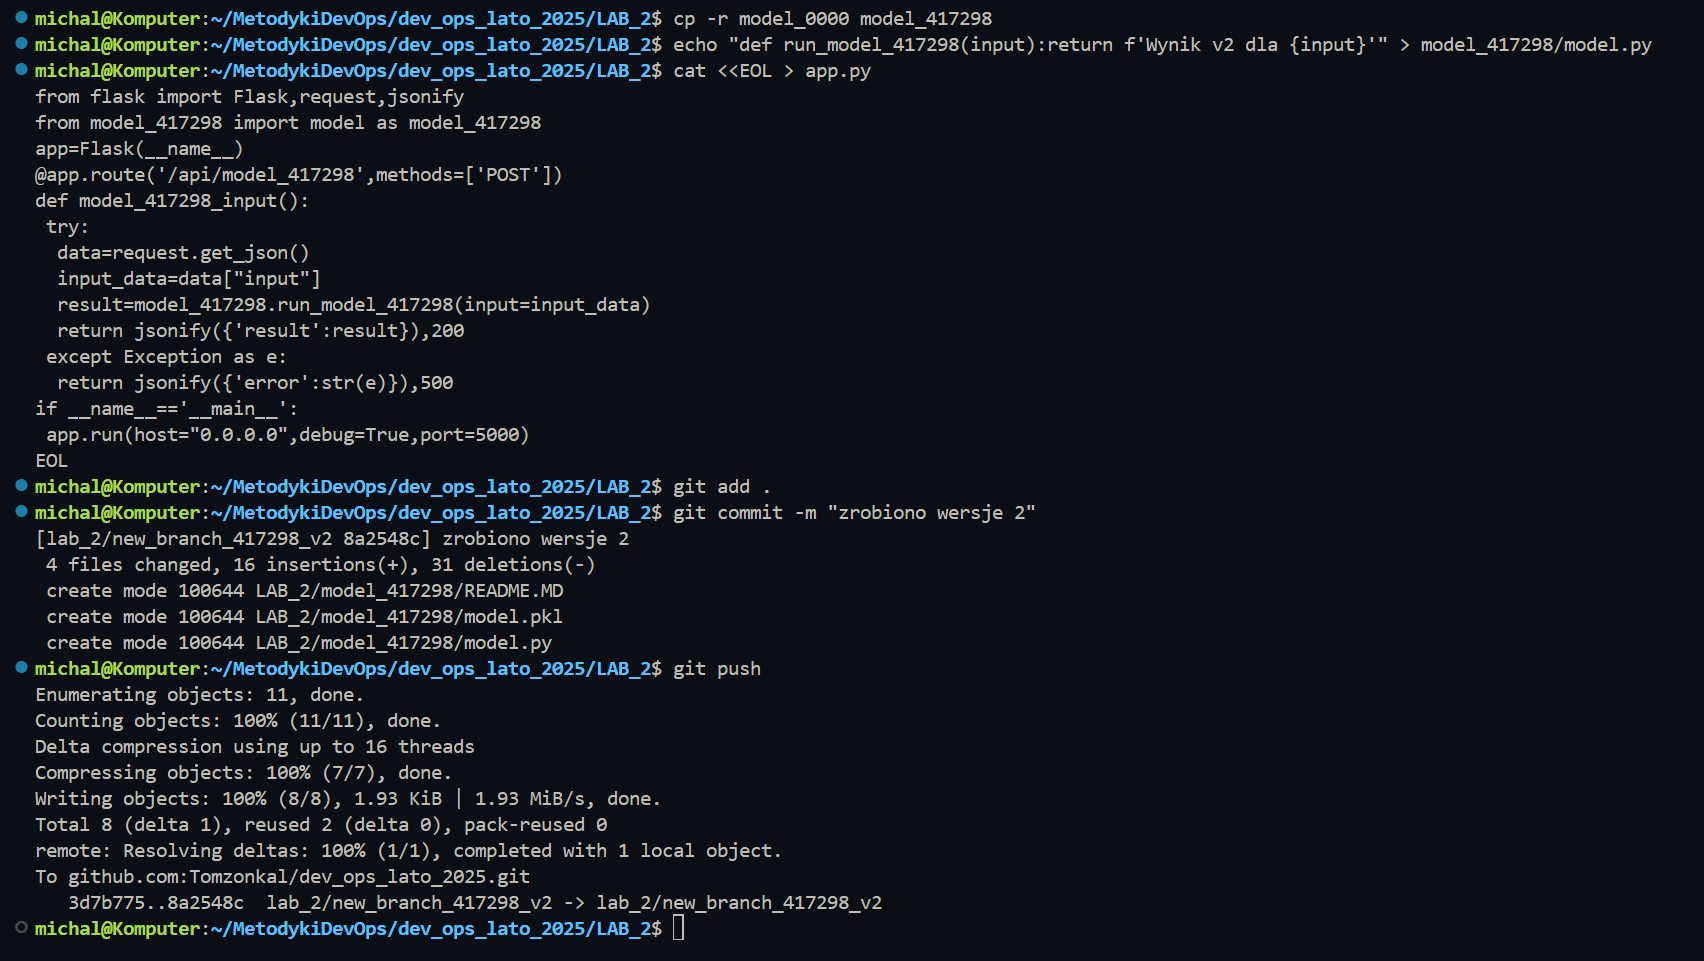 michal@Komputer:~/MetodykiDevOps/dev_ops_lato_2025/LAB_2$ cp -r model_0000 model_417298
michal@Komputer:~/MetodykiDevOps/dev_ops_lato_2025/LAB_2$ echo "def run_model_417298(input):return f'Wynik v2 dla {input}'" > model_417298/model.py
michal@Komputer:~/MetodykiDevOps/dev_ops_lato_2025/LAB_2$ cat <<EOL > app.py
from flask import Flask,request,jsonify
from model_417298 import model as model_417298
app=Flask(__name__)
@app.route('/api/model_417298',methods=['POST'])
def model_417298_input():
 try:
  data=request.get_json()
  input_data=data["input"]
  result=model_417298.run_model_417298(input=input_data)
  return jsonify({'result':result}),200
 except Exception as e:
  return jsonify({'error':str(e)}),500
if __name__=='__main__':
 app.run(host="0.0.0.0",debug=True,port=5000)
EOL
michal@Komputer:~/MetodykiDevOps/dev_ops_lato_2025/LAB_2$ git add .
michal@Komputer:~/MetodykiDevOps/dev_ops_lato_2025/LAB_2$ git commit -m "zrobiono wersje 2"
[lab_2/new_branch_417298_v2 8a2548c] zrobiono wersje 2
 4 files changed, 16 insertions(+), 31 deletions(-)
 create mode 100644 LAB_2/model_417298/README.MD
 create mode 100644 LAB_2/model_417298/model.pkl
 create mode 100644 LAB_2/model_417298/model.py
michal@Komputer:~/MetodykiDevOps/dev_ops_lato_2025/LAB_2$ git push
Enumerating objects: 11, done.
Counting objects: 100% (11/11), done.
Delta compression using up to 16 threads
Compressing objects: 100% (7/7), done.
Writing objects: 100% (8/8), 1.93 KiB | 1.93 MiB/s, done.
Total 8 (delta 1), reused 2 (delta 0), pack-reused 0
remote: Resolving deltas: 100% (1/1), completed with 1 local object.
To github.com:Tomzonkal/dev_ops_lato_2025.git
   3d7b775..8a2548c  lab_2/new_branch_417298_v2 -> lab_2/new_branch_417298_v2
michal@Komputer:~/MetodykiDevOps/dev_ops_lato_2025/LAB_2$